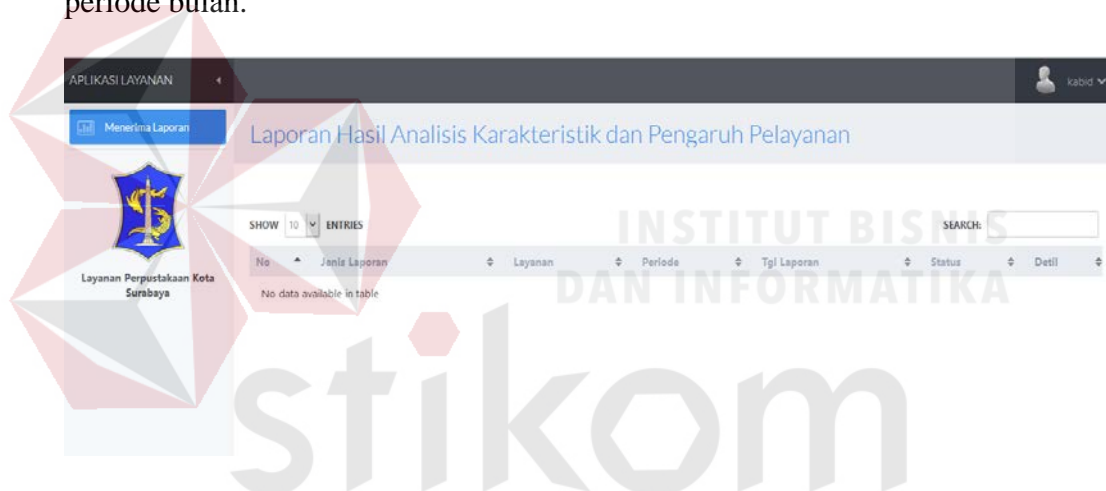 periode bulan.
APLIKASI LAYANAN
kabid
Menerima Laporan
Laporan Hasil Analisis Karakteristik dan Pengaruh Pelayanan
SHOW 10 ENTRIES
SEARCH:
No Jenis Laporan Layanan Periode Tgl Laporan Status Detil
No data available in table
Layanan Perpustakaan Kota
Surabaya
INSTITUT BISNIS
DAN INFORMATIKA
stikom